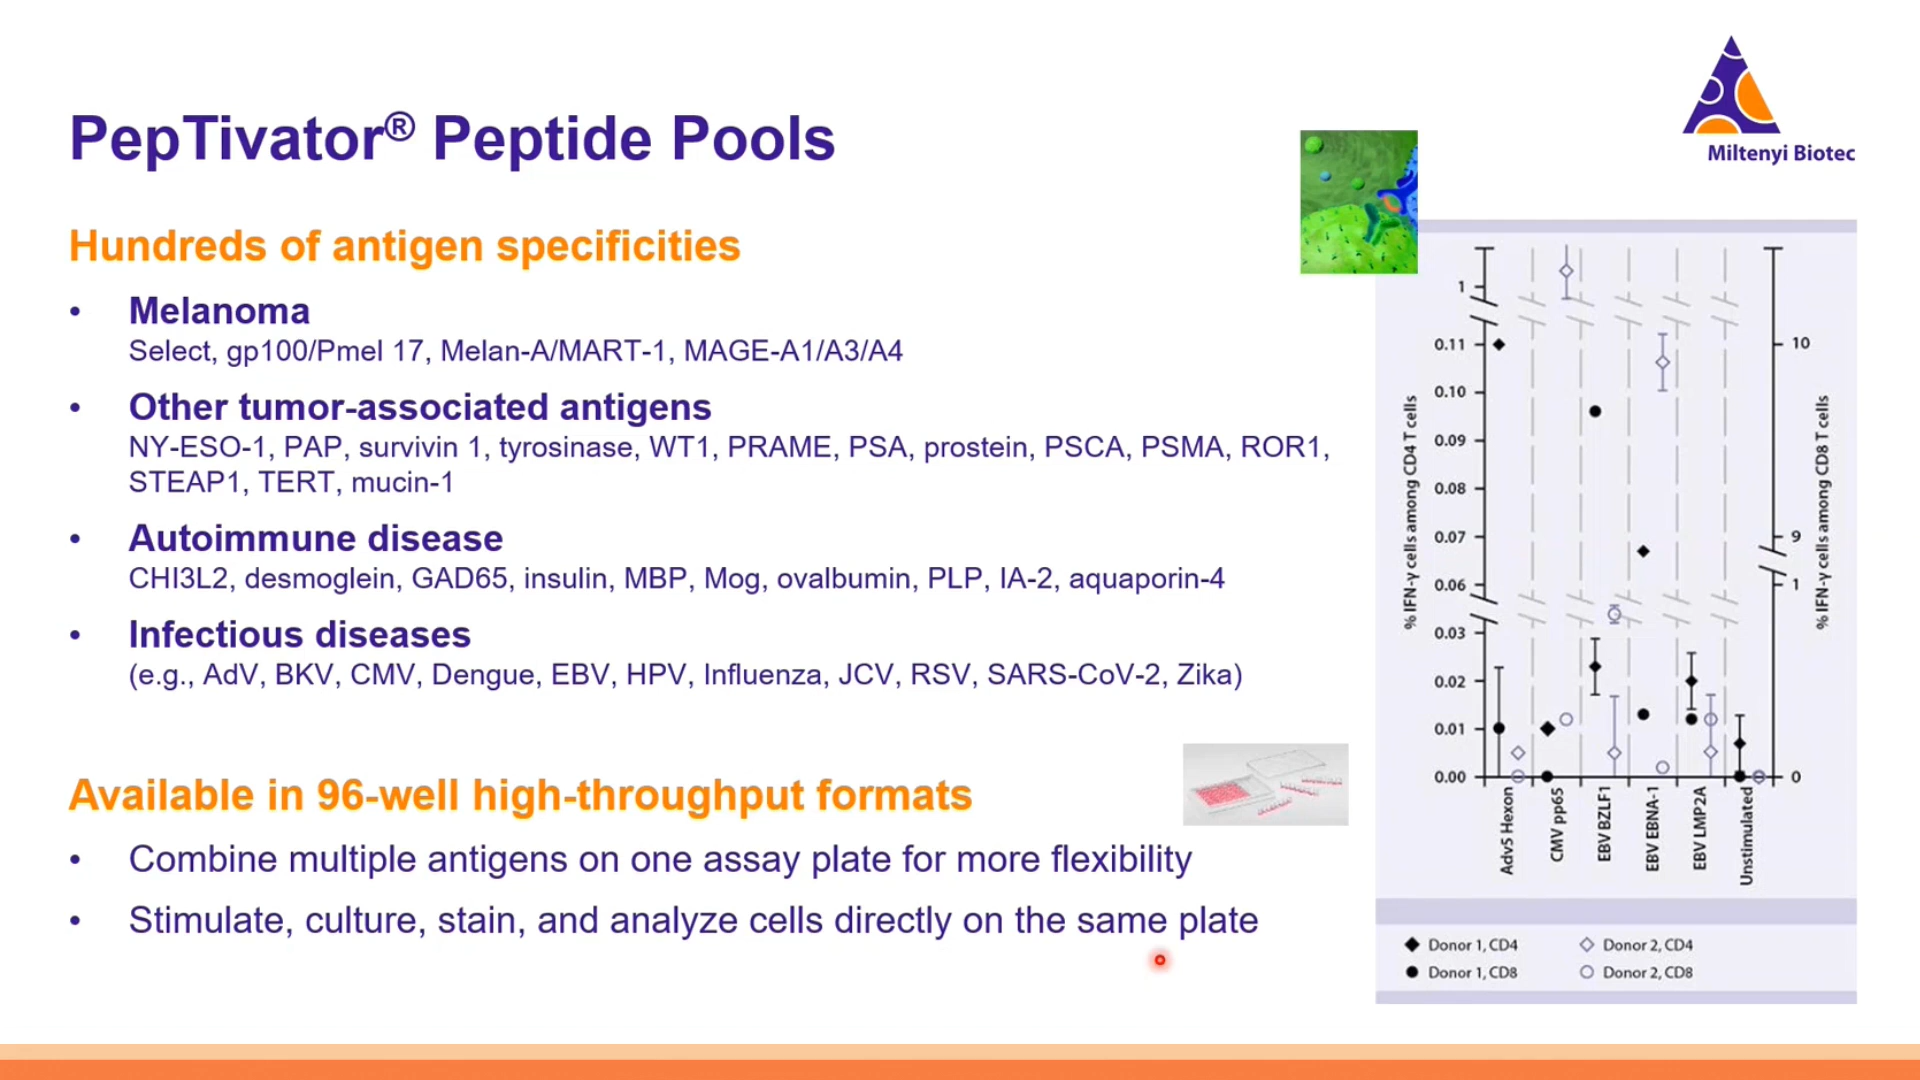 PepTivator® Peptide Pools
Miltenyi Biotec
Hundreds of antigen specificities
• Melanoma
Select, gp100/Pmel 17, Melan-A/MART-1, MAGE-A1/A3/A4
• Other tumor-associated antigens
NY-ESO-1, PAP, survivin 1, tyrosinase, WT1, PRAME, PSA, prostein, PSCA, PSMA, ROR1,
STEAP1, TERT, mucin-1
• Autoimmune disease
CHI3L2, desmoglein, GAD65, insulin, MBP, Mog, ovalbumin, PLP, IA-2, aquaporin-4
• Infectious diseases
(e.g., AdV, BKV, CMV, Dengue, EBV, HPV, Influenza, JCV, RSV, SARS-CoV-2, Zika)
Available in 96-well high-throughput formats
• Combine multiple antigens on one assay plate for more flexibility
• Stimulate, culture, stain, and analyze cells directly on the same plate
% IFN-γ cells among CD4 T cells
1
0.11
0.10
0.09
0.08
0.07
0.06
0.03
0.02
0.01
0.00
10
9
1
0
% IFN-γ cells among CD8 T cells
Adv5 Hexon
CMV pp65
EBV BZLF1
EBV EBNA-1
EBV LMP2A
Unstimulated
Donor 1, CD4
Donor 2, CD4
Donor 1, CD8
Donor 2, CD8